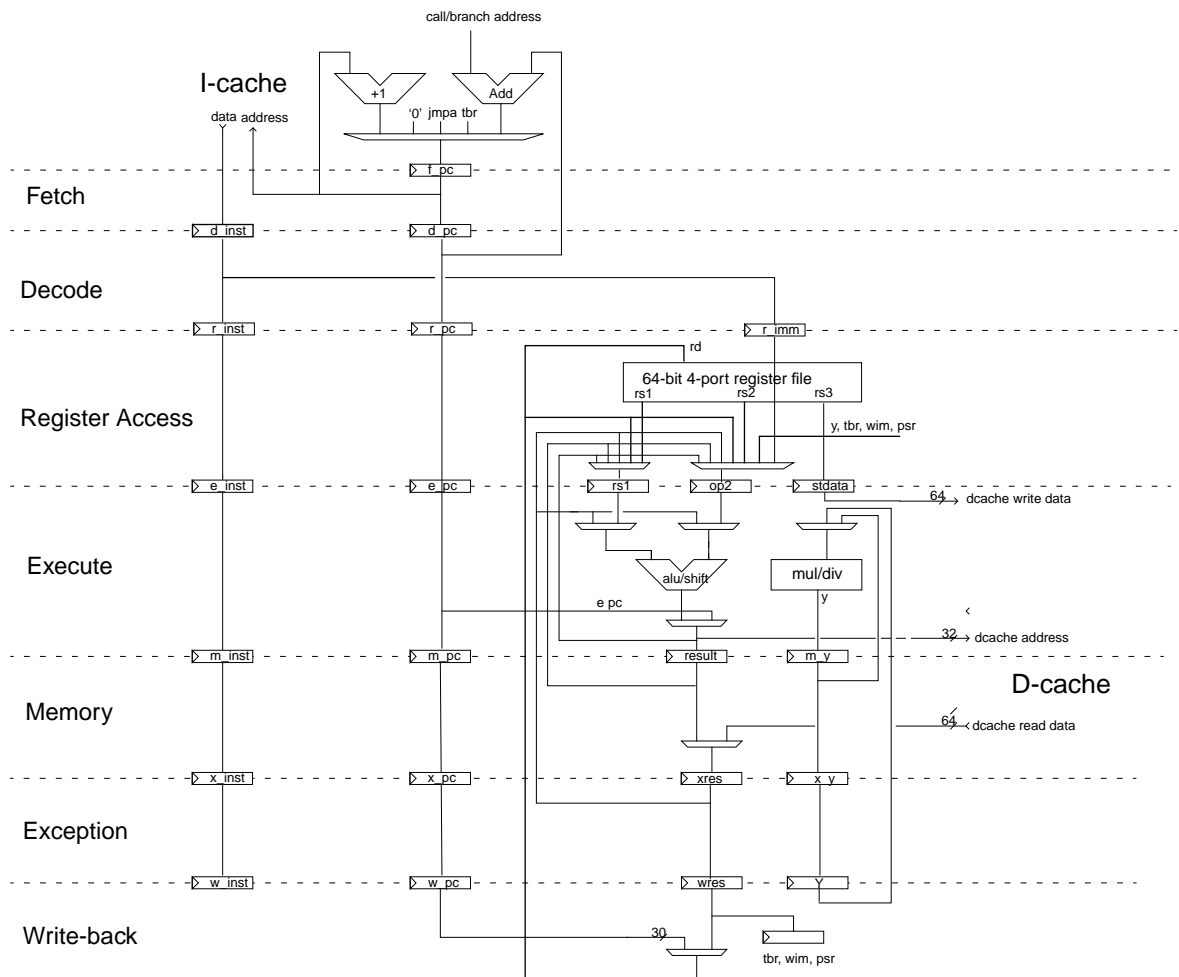 call/branch address
I-cache
+1
Add
data address
'0' jmpa tbr
f_pc
Fetch
d_inst
d_pc
Decode
r_inst
r_pc
r_imm
rd
64-bit 4-port register file
rs1
rs2
rs3
Register Access
y, tbr, wim, psr
e_inst
e_pc
rs1
op2
stdata
64
dcache write data
Execute
alu/shift
mul/div
y
e pc
32
dcache address
m_inst
m_pc
result
m_y
D-cache
Memory
64
dcache read data
x_inst
x_pc
xres
x_y
Exception
w_inst
w_pc
wres
Y
Write-back
30
tbr, wim, psr